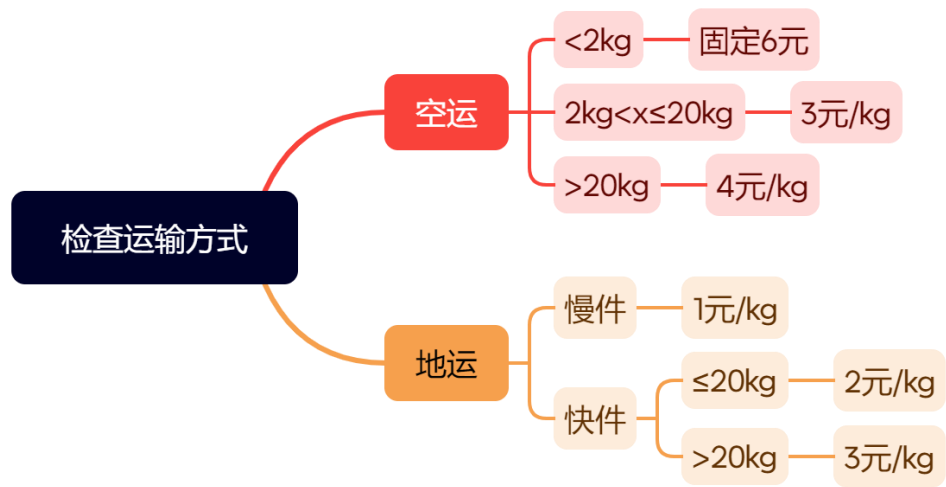 检查运输方式
空运
<2kg
固定6元
2kg<x≤20kg
3元/kg
>20kg
4元/kg
地运
慢件
1元/kg
快件
≤20kg
2元/kg
>20kg
3元/kg